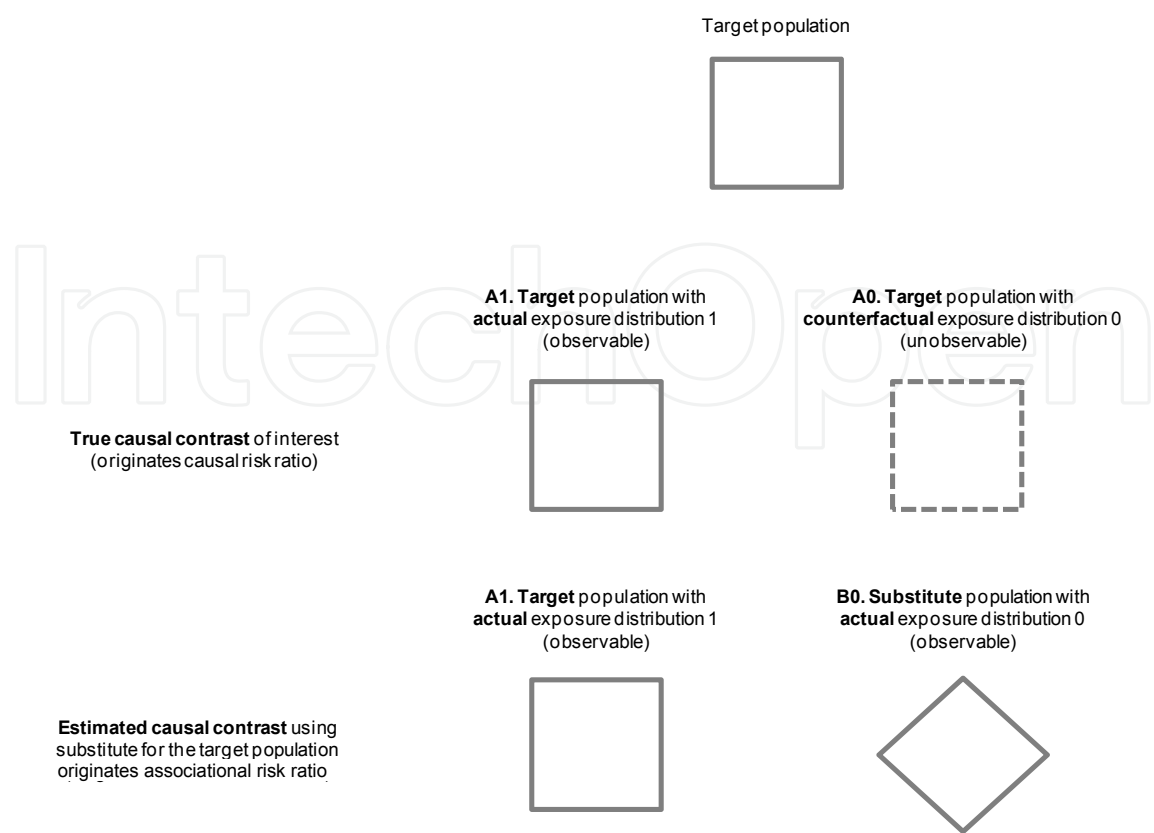 Target population
IntechOpen
A1. Target population with
actual exposure distribution 1
(observable)
A0. Target population with
counterfactual exposure distribution 0
(unobservable)
True causal contrast of interest
(originates causal risk ratio)
A1. Target population with
actual exposure distribution 1
(observable)
B0. Substitute population with
actual exposure distribution 0
(observable)
Estimated causal contrast using
substitute for the target population
originates associational risk ratio